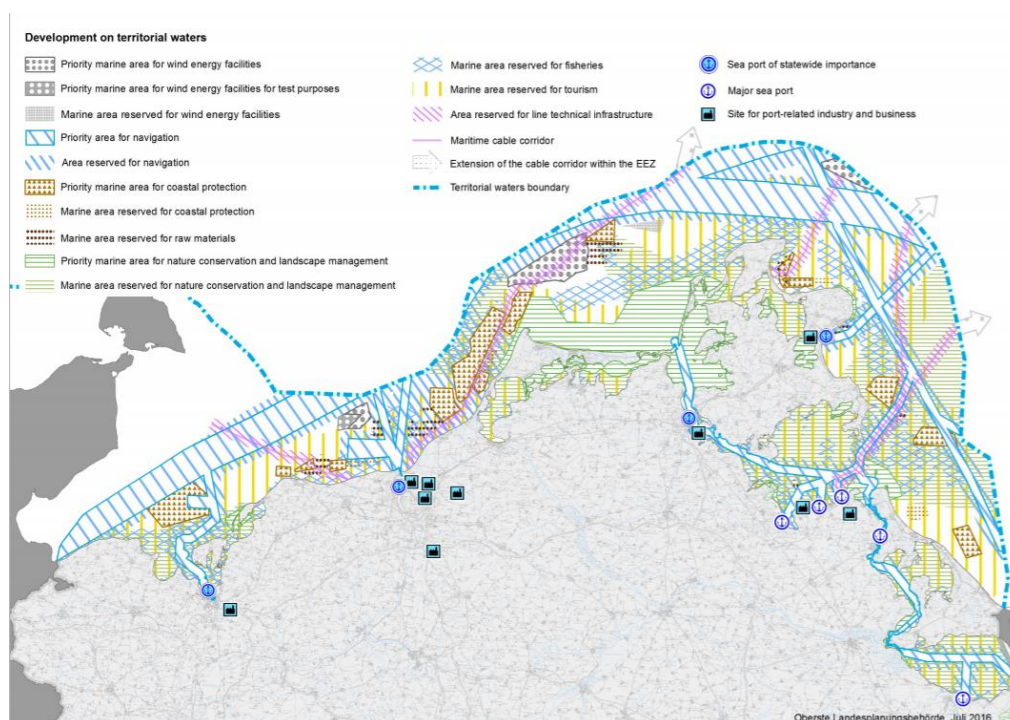 Development on territorial waters
Priority marine area for wind energy facilities
Priority marine area for wind energy facilities for test purposes
Marine area reserved for wind energy facilities
Priority area for navigation
Area reserved for navigation
Priority marine area for coastal protection
Marine area reserved for coastal protection
Marine area reserved for raw materials
Priority marine area for nature conservation and landscape management
Marine area reserved for nature conservation and landscape management
Marine area reserved for fisheries
Marine area reserved for tourism
Area reserved for line technical infrastructure
Maritime cable corridor
Extension of the cable corridor within the EEZ
Territorial waters boundary
Sea port of statewide importance
Major sea port
Site for port-related industry and business
Oberste Landesplanungsbehörde, Juli 2016